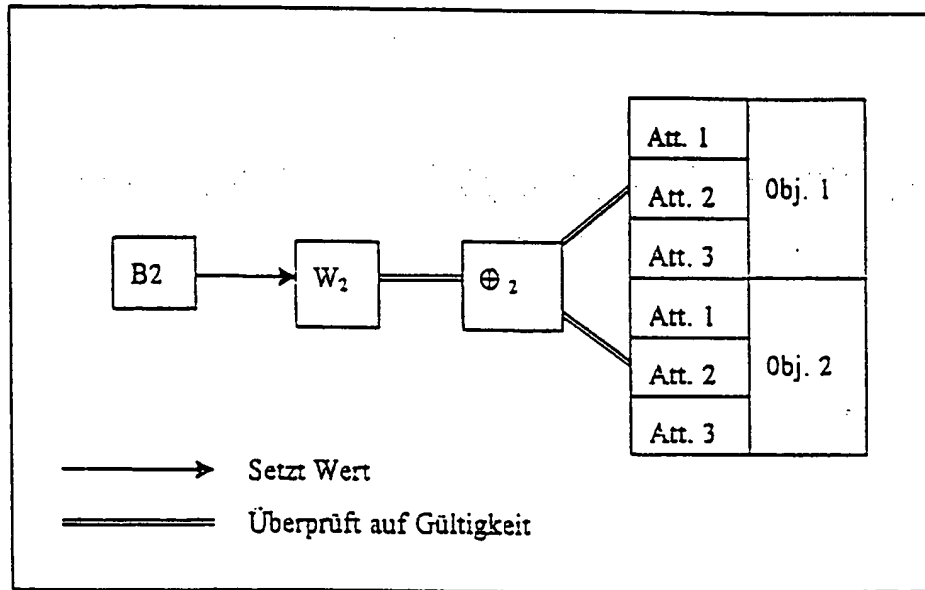 B2
W₂
⊕ ₂
Att. 1
Att. 2
Att. 3
Obj. 1
Att. 1
Att. 2
Att. 3
Obj. 2
Setzt Wert
Überprüft auf Gültigkeit